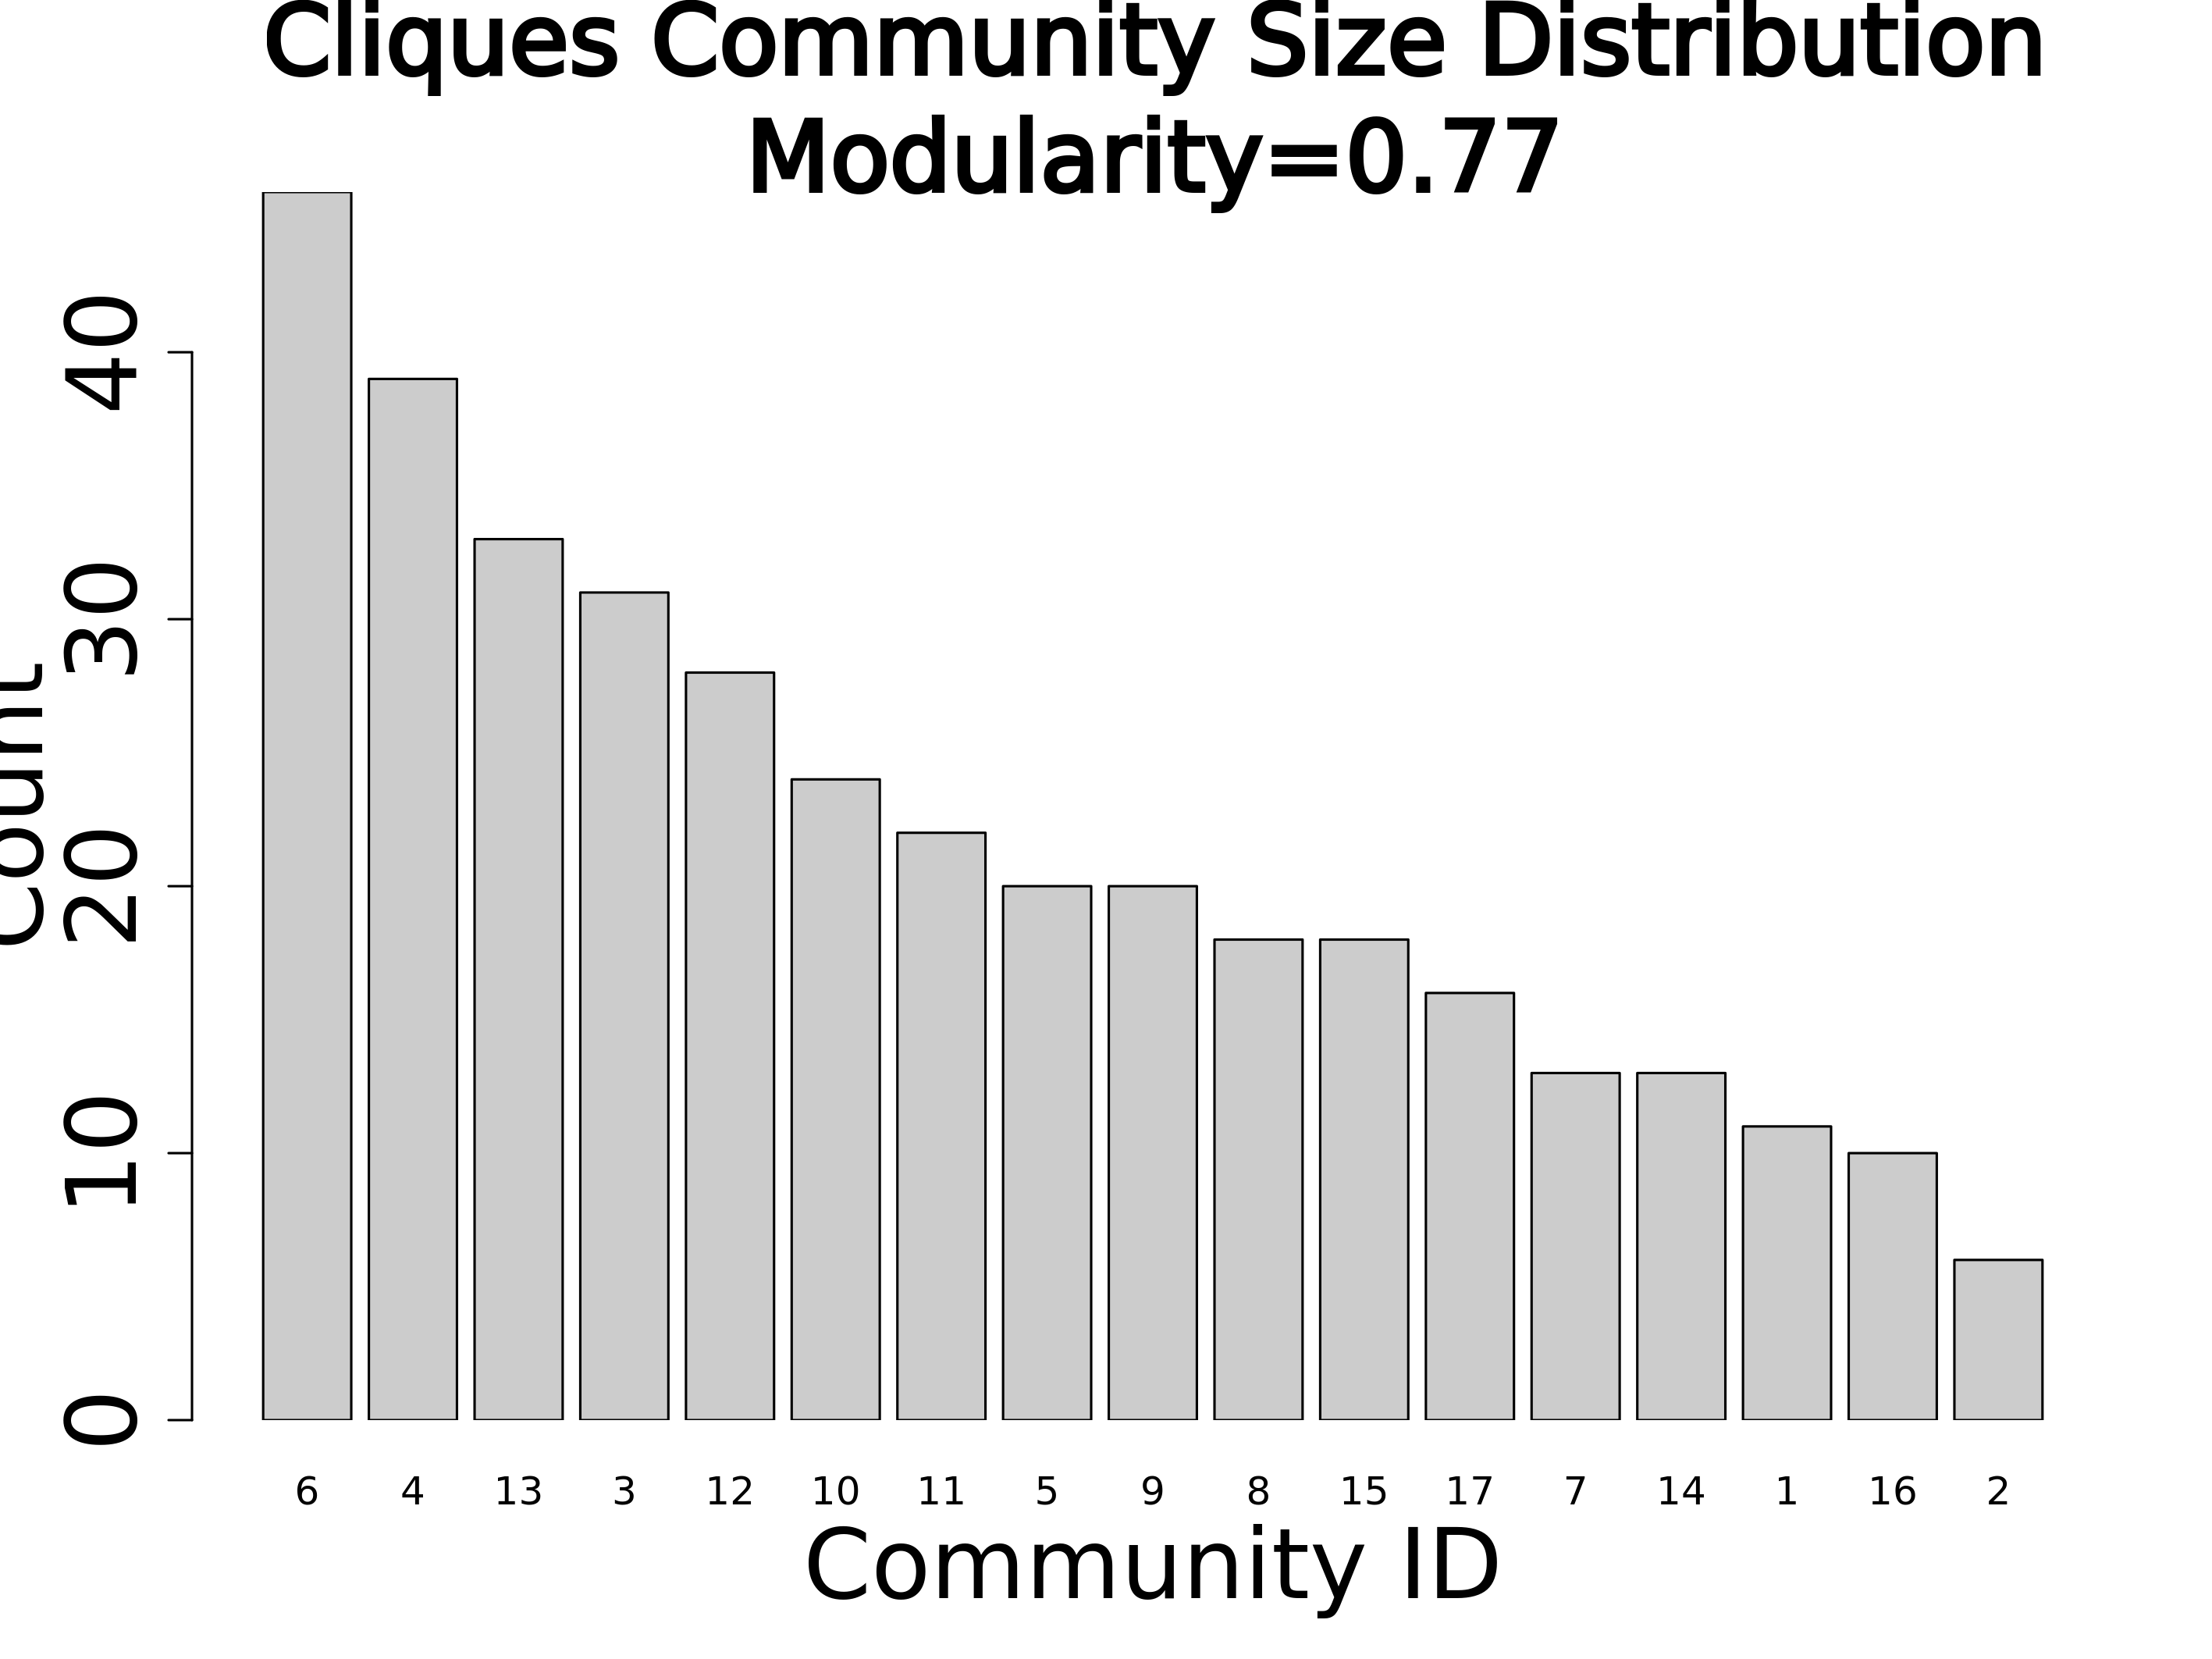 Cliques Community Size Distribution
Modularity=0.77
Count
0 10 20 30 40
6 4 13 3 12 10 11 5 9 8 15 17 7 14 1 16 2
Community ID